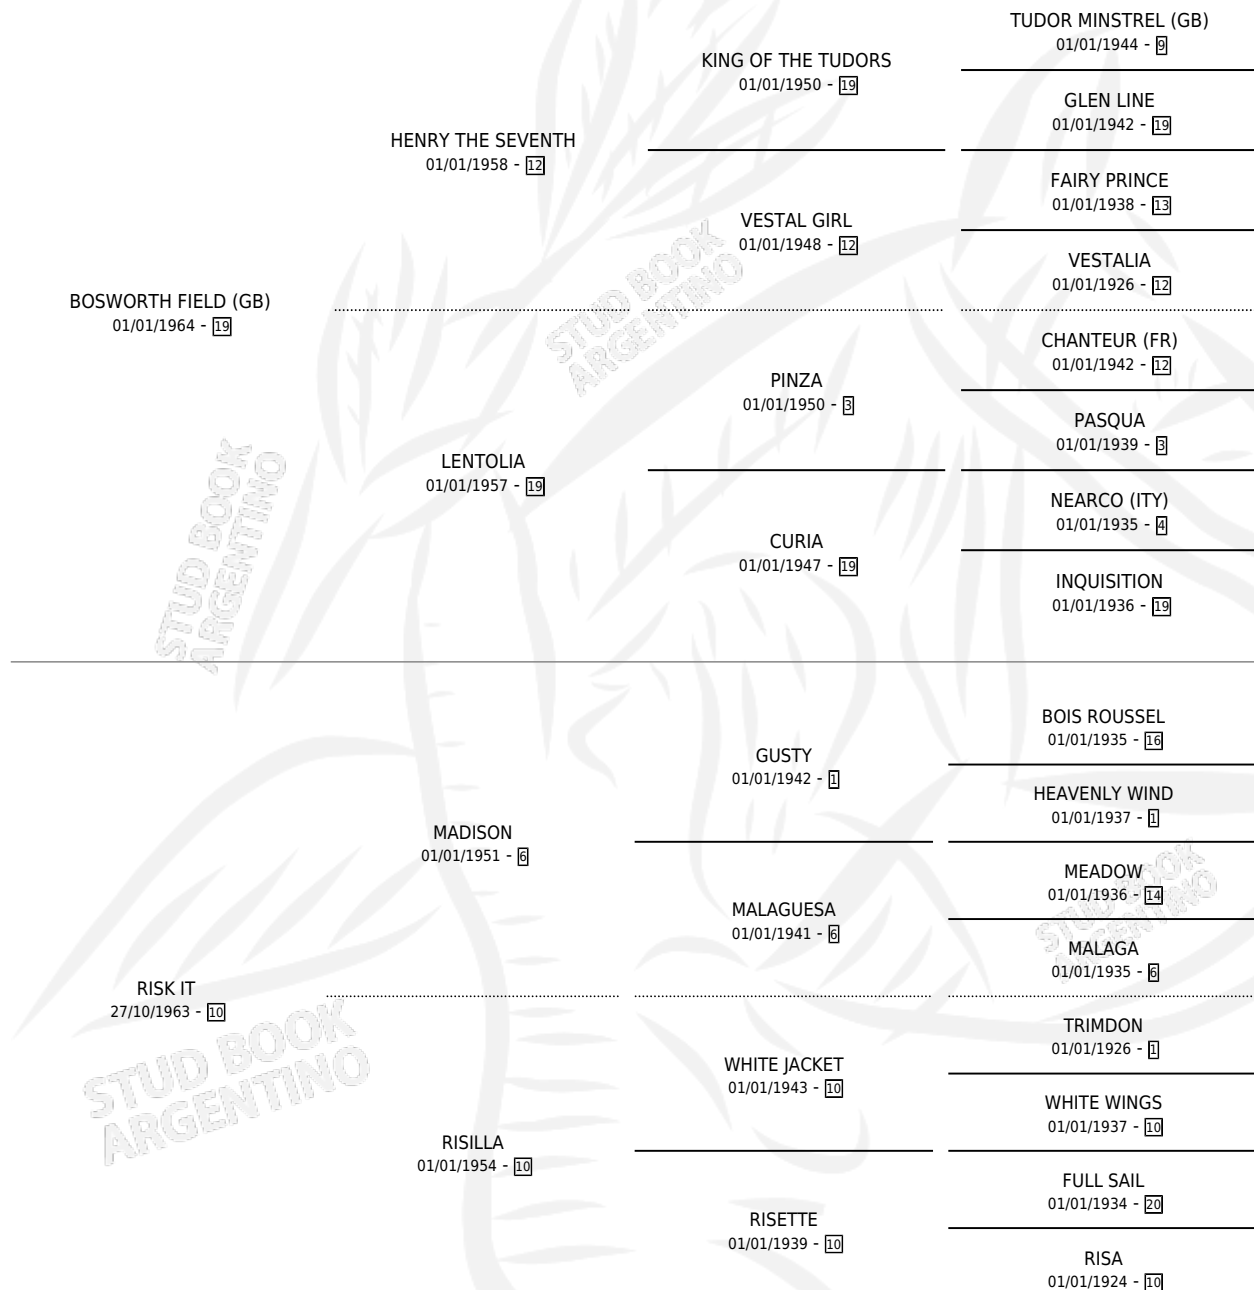 TUDOR MINSTREL (GB)
01/01/1944 - 9
KING OF THE TUDORS
01/01/1950 - 19
GLEN LINE
01/01/1942 - 19
HENRY THE SEVENTH
01/01/1958 - 12
FAIRY PRINCE
01/01/1938 - 13
VESTAL GIRL
01/01/1948 - 12
VESTALIA
01/01/1926 - 12
BOSWORTH FIELD (GB)
01/01/1964 - 19
CHANTEUR (FR)
01/01/1942 - 12
PINZA
01/01/1950 - 3
PASQUA
01/01/1939 - 3
LENTOLIA
01/01/1957 - 19
NEARCO (ITY)
01/01/1935 - 4
CURIA
01/01/1947 - 19
INQUISITION
01/01/1936 - 19
BOIS ROUSSEL
01/01/1935 - 16
GUSTY
01/01/1942 - 1
HEAVENLY WIND
01/01/1937 - 1
MADISON
01/01/1951 - 6
MEADOW
01/01/1936 - 14
MALAGUESA
01/01/1941 - 6
MALAGA
01/01/1935 - 6
RISK IT
27/10/1963 - 10
TRIMDON
01/01/1926 - 1
WHITE JACKET
01/01/1943 - 10
WHITE WINGS
01/01/1937 - 10
RISILLA
01/01/1954 - 10
FULL SAIL
01/01/1934 - 20
RISETTE
01/01/1939 - 10
RISA
01/01/1924 - 10
STUD BOOK
ARGENTINO
STUD BOOK
ARGENTINO
STUD BOOK
ARGENTINO
STUD BOOK
ARGENTINO